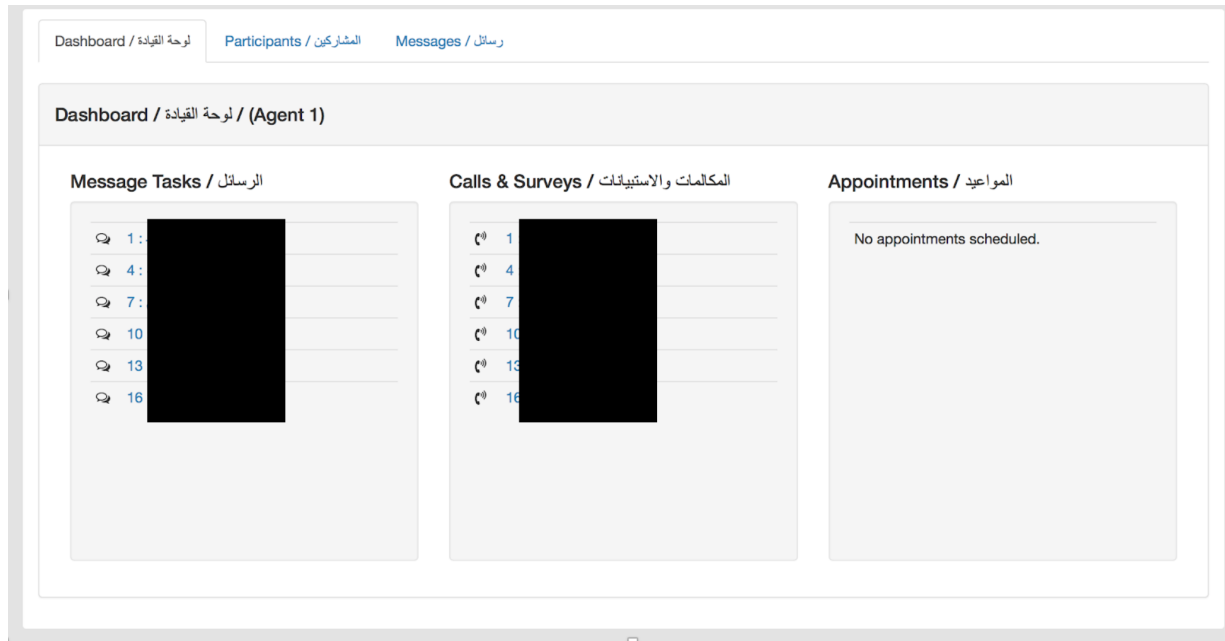 Dashboard / لوحة القيادة
Participants / المشاركين
Messages / رسائل
Dashboard / لوحة القيادة / (Agent 1)
Message Tasks / الرسائل
1 :
4 :
7 :
10
13
16
Calls & Surveys / المكالمات والاستبيانات
1
4
7
10
13
16
Appointments / المواعيد
No appointments scheduled.